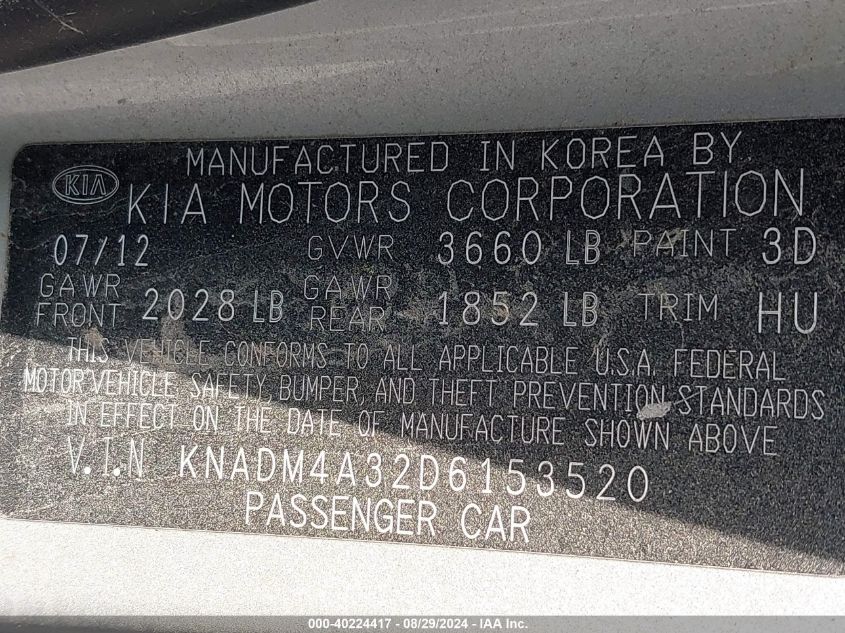 MANUFACTURED IN KOREA BY
KIA KIA MOTORS CORPORATION
07/12 GVWR 3660 LB PAINT 3D
GAWR FRONT 2028 LB GAWR REAR 1852 LB TRIM HU
THIS VEHICLE CONFORMS TO ALL APPLICABLE U.S.A. FEDERAL
MOTOR VEHICLE SAFETY BUMPER, AND THEFT PREVENTION STANDARDS
IN EFFECT ON THE DATE OF MANUFACTURE SHOWN ABOVE
V.I.N KNADM4A32D6153520
PASSENGER CAR
000-40224417 - 08/29/2024 - IAA Inc.